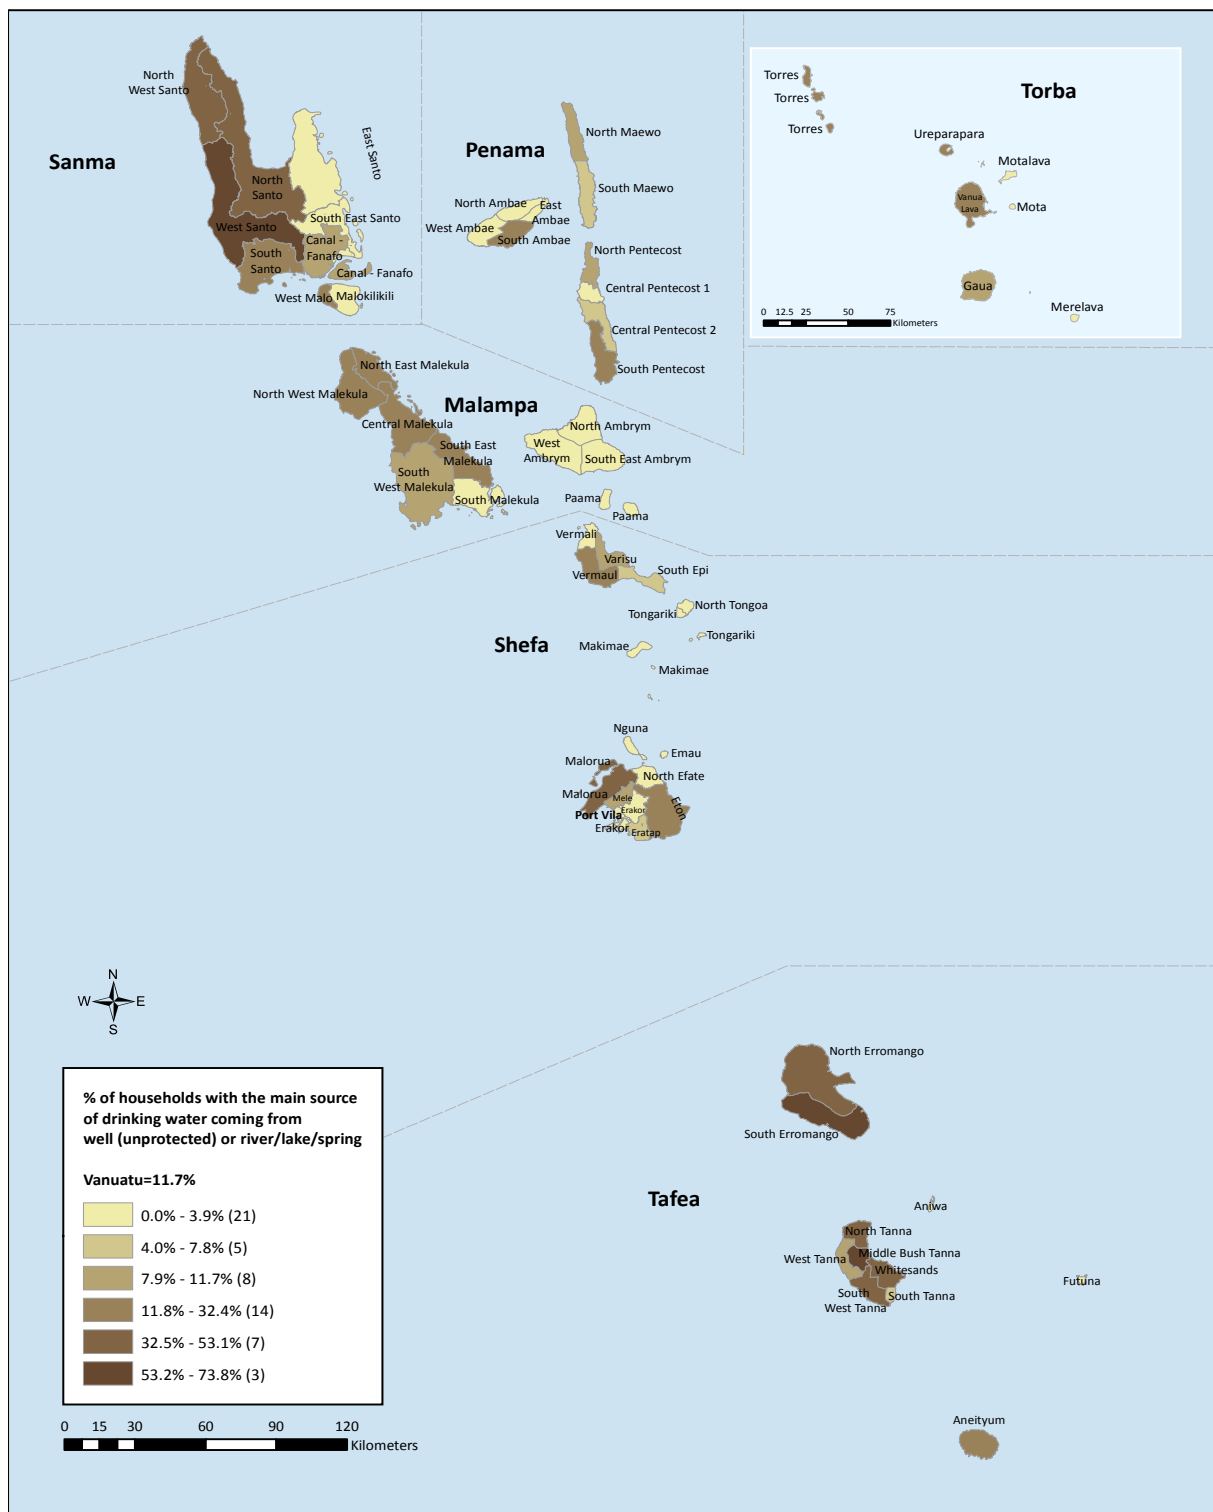 North
West Santo
East Santo
Sanma
North
Santo
South East Santo
West Santo
Canal -
Fanafo
South
Santo
Canal - Fanafo
West Malo
Malokilikili
Penama
North Maewo
South Maewo
North Ambae
East
Ambae
West Ambae
South Ambae
North Pentecost
Central Pentecost 1
Central Pentecost 2
South Pentecost
Torba
Torres
Torres
Torres
Ureparapara
Motalava
Vanua
Lava
Mota
Gaua
Merelava
0 12.5 25 50 75
Kilometers
North East Malekula
North West Malekula
Malampa
Central Malekula
South East
Malekula
South
West Malekula
South Malekula
North Ambrym
West
Ambrym
South East Ambrym
Paama
Paama
Vermali
Varisu
Vermaul
South Epi
North Tongoa
Tongariki
Tongariki
Shefa
Makimae
Makimae
Nguna
Emau
Malorua
North Efate
Malorua
Mele
Erakor
Eton
Port Vila
Erakor
Eratap
N
W E
S
North Erromango
South Erromango
Tafea
Aniwa
North Tanna
West Tanna
Middle Bush Tanna
Whitesands
South
West Tanna
South Tanna
Futuna
Aneityum
% of households with the main source
of drinking water coming from
well (unprotected) or river/lake/spring
Vanuatu=11.7%
0.0% - 3.9% (21)
4.0% - 7.8% (5)
7.9% - 11.7% (8)
11.8% - 32.4% (14)
32.5% - 53.1% (7)
53.2% - 73.8% (3)
0 15 30 60 90 120
Kilometers